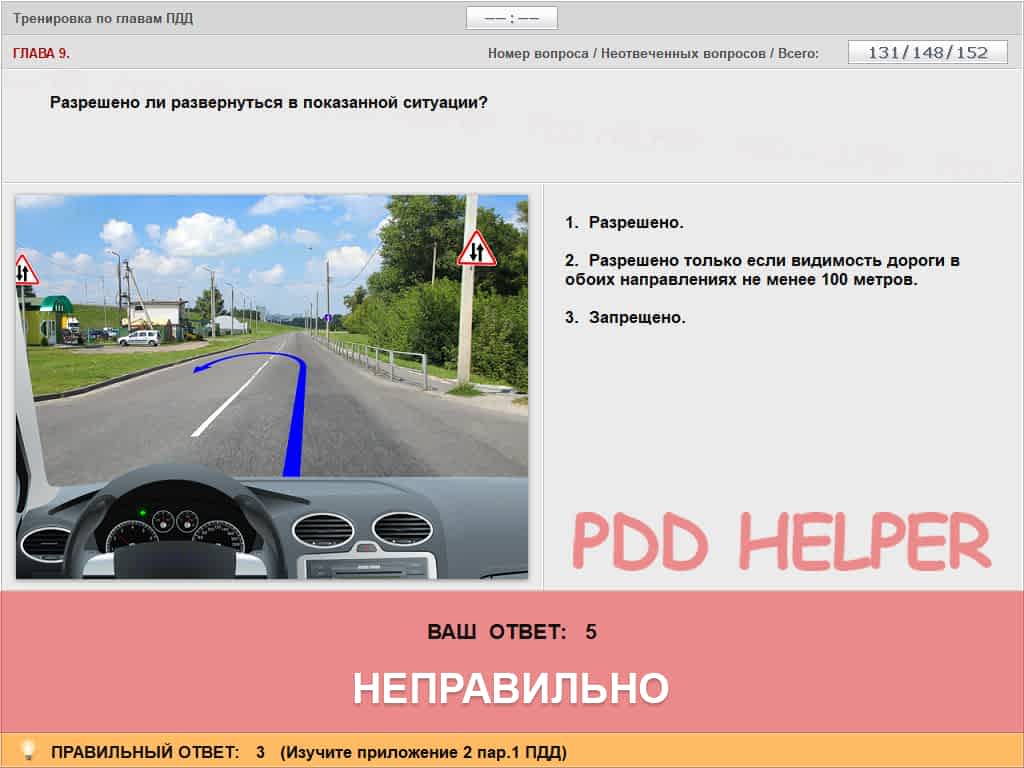 Тренировка по главам ПДД
–– : ––
ГЛАВА 9.
Номер вопроса / Неотвеченных вопросов / Всего:
131/148/152
Разрешено ли развернуться в показанной ситуации?
1. Разрешено.
2. Разрешено только если видимость дороги в
обоих направлениях не менее 100 метров.
3. Запрещено.
PDD HELPER
ВАШ ОТВЕТ: 5
НЕПРАВИЛЬНО
ПРАВИЛЬНЫЙ ОТВЕТ: 3 (Изучите приложение 2 пар.1 ПДД)